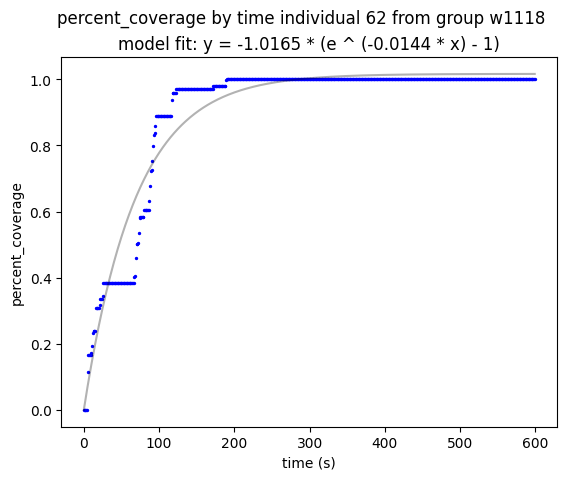 percent_coverage by time individual 62 from group w1118
model fit: y = -1.0165 * (e ^ (-0.0144 * x) - 1)
1.0
0.8
0.6
0.4
0.2
0.0
percent_coverage
0 100 200 300 400 500 600
time (s)